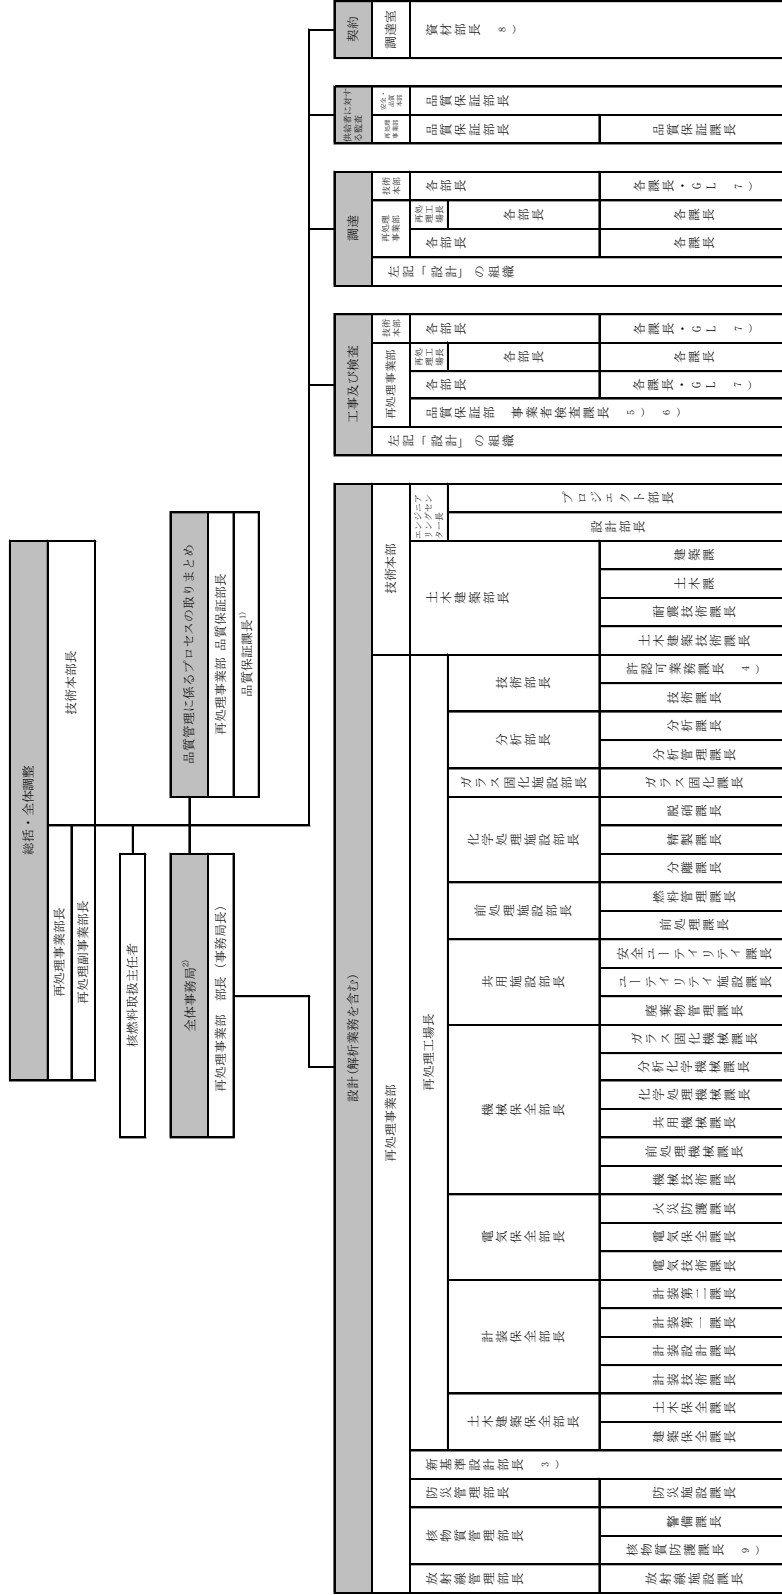 総括・全体調整
再処理事業部長
再処理副事業部長
技術本部長
核燃料取扱主任者
全体事務局2)
再処理事業部　部長（事務局長）
品質管理に係るプロセスの取りまとめ
再処理事業部 品質保証部長
品質保証課長1)
設計(解析業務を含む)
再処理事業部
放射線管理部長
放射線施設課長
核物質管理部長
核物質防護課長 9)
警備課長
防災管理部長
防災施設課長
新基準設計部長 3)
再処理工場長
土木建築保全部長
建築保全課長
土木保全課長
計装保全部長
計装技術課長
計装設計課長
計装第一課長
計装第二課長
電気保全部長
電気技術課長
電気保全課長
火災防護課長
機械保全部長
機械技術課長
前処理機械課長
共用機械課長
化学処理機械課長
分析化学機械課長
ガラス固化機械課長
共用施設部長
廃棄物管理課長
ユーティリティ施設課長
安全ユーティリティ課長
前処理施設部長
前処理課長
燃料管理課長
化学処理施設部長
分離課長
精製課長
脱硝課長
ガラス固化施設部長
ガラス固化課長
分析部長
分析管理課長
分析課長
技術部長
技術課長
許認可業務課長 4)
技術本部
土木建築部長
土木建築技術課長
耐震技術課長
土木課
建築課
エンジニアリングセンター長
設計部長
プロジェクト部長
工事及び検査
左記「設計」の組織
再処理事業部
品質保証部　事業者検査課長 5) 6)
各部長
各課長・GL 7)
再処理工場長
各部長
各課長
技術本部
各部長
各課長・GL 7)
調達
左記「設計」の組織
再処理事業部
各部長
各課長
再処理工場長
各部長
各課長
技術本部
各部長
各課長・GL 7)
供給者に対する監査
再処理事業部
品質保証部長
品質保証課長
安全・品質本部
品質保証部長
契約
調達室
資材部長 8)